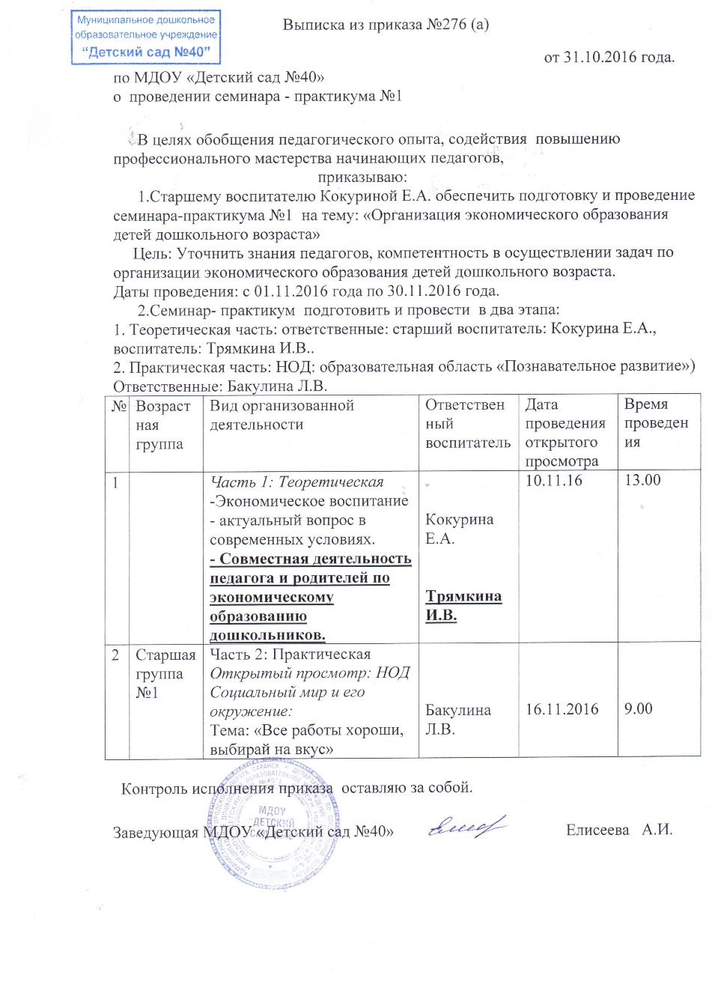 Муниципальное дошкольное
образовательное учреждение
“Детский сад №40”
Выписка из приказа №276 (а)
от 31.10.2016 года.
по МДОУ «Детский сад №40»
о  проведении семинара - практикума №1
В целях обобщения педагогического опыта, содействия  повышению
профессионального мастерства начинающих педагогов,
приказываю:
1.Старшему воспитателю Кокуриной Е.А. обеспечить подготовку и проведение
семинара-практикума №1  на тему: «Организация экономического образования
детей дошкольного возраста»
Цель: Уточнить знания педагогов, компетентность в осуществлении задач по
организации экономического образования детей дошкольного возраста.
Даты проведения: с 01.11.2016 года по 30.11.2016 года.
2.Семинар- практикум  подготовить и провести  в два этапа:
1. Теоретическая часть: ответственные: старший воспитатель: Кокурина Е.А.,
воспитатель: Трямкина И.В..
2. Практическая часть: НОД: образовательная область «Познавательное развитие»)
Ответственные: Бакулина Л.В.
№
Возраст
ная
группа
Вид организованной
деятельности
Ответствен
ный
воспитатель
Дата
проведения
открытого
просмотра
Время
проведен
ия
1
Часть 1: Теоретическая
-Экономическое воспитание
- актуальный вопрос в
современных условиях.
- Совместная деятельность
педагога и родителей по
экономическому
образованию
дошкольников.
Кокурина
Е.А.
Трямкина
И.В.
10.11.16
13.00
2
Старшая
группа
№1
Часть 2: Практическая
Открытый просмотр: НОД
Социальный мир и его
окружение:
Тема: «Все работы хороши,
выбирай на вкус»
Бакулина
Л.В.
16.11.2016
9.00
Контроль исполнения приказа  оставляю за собой.
МДОУ
"ДЕТСКИЙ
Заведующая МДОУ «Детский сад №40»
Елисеева   А.И.